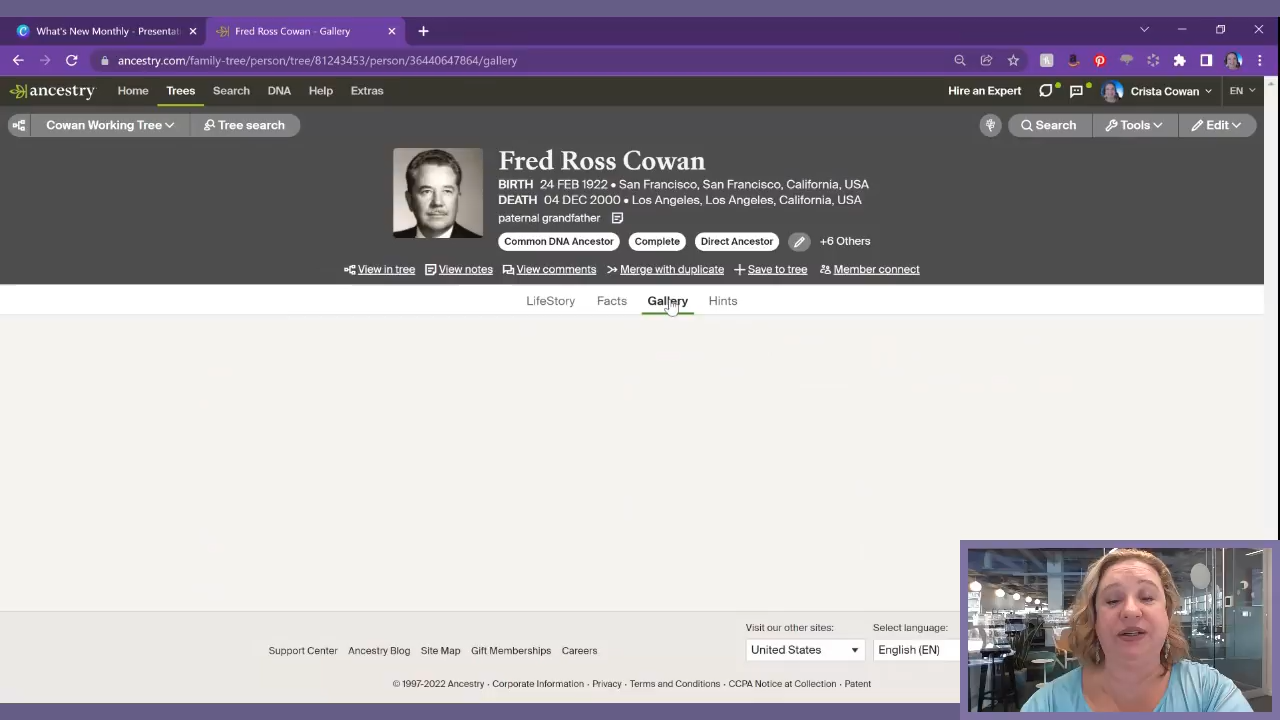 What's New Monthly - Presentat
Fred Ross Cowan - Gallery
ancestry.com/family-tree/person/tree/81243453/person/36440647864/gallery
ancestry Home Trees Search DNA Help Extras Hire an Expert Crista Cowan EN
Cowan Working Tree Tree search Search Tools Edit
Fred Ross Cowan
BIRTH 24 FEB 1922 • San Francisco, San Francisco, California, USA
DEATH 04 DEC 2000 • Los Angeles, Los Angeles, California, USA
paternal grandfather
Common DNA Ancestor Complete Direct Ancestor +6 Others
View in tree View notes View comments Merge with duplicate Save to tree Member connect
LifeStory Facts Gallery Hints
Visit our other sites: Select language:
Support Center Ancestry Blog Site Map Gift Memberships Careers United States English (EN)
© 1997-2022 Ancestry · Corporate Information · Privacy · Terms and Conditions · CCPA Notice at Collection · Patent